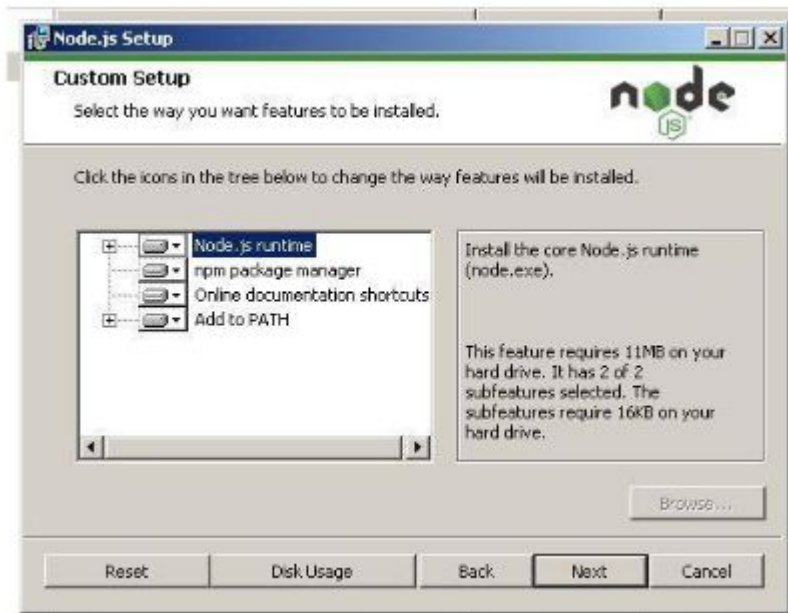 Node.js Setup
Custom Setup
Select the way you want features to be installed.
node
JS
Click the icons in the tree below to change the way features will be installed.
Node.js runtime
npm package manager
Online documentation shortcuts
Add to PATH
Install the core Node.js runtime
(node.exe).
This feature requires 11MB on your
hard drive. It has 2 of 2
subfeatures selected. The
subfeatures require 16KB on your
hard drive.
Browse...
Reset
Disk Usage
Back
Next
Cancel